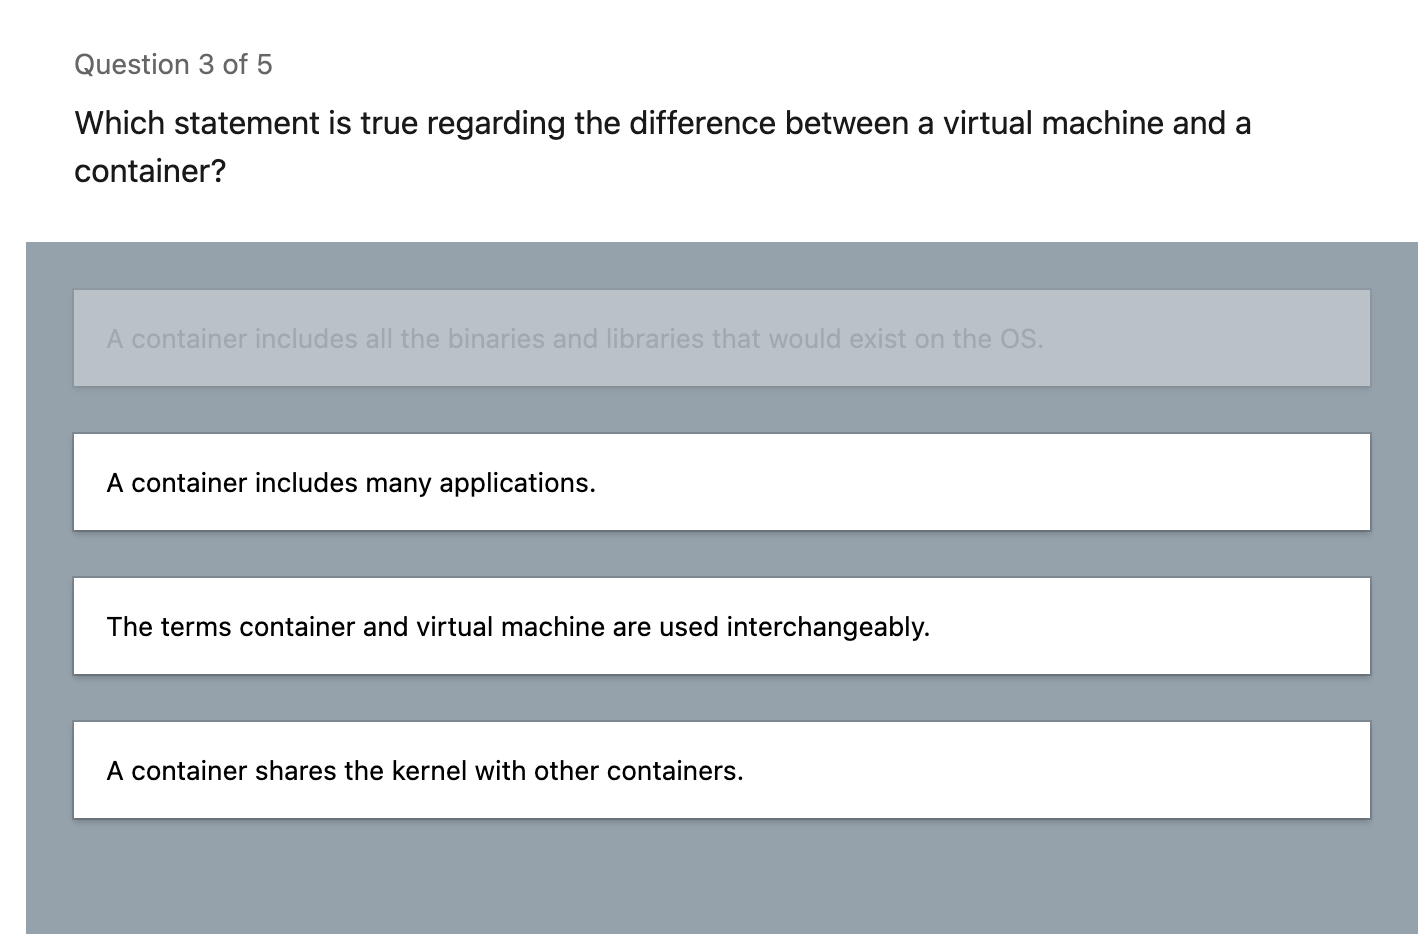 Question 3 of 5
Which statement is true regarding the difference between a virtual machine and a
container?
A container includes all the binaries and libraries that would exist on the OS.
A container includes many applications.
The terms container and virtual machine are used interchangeably.
A container shares the kernel with other containers.